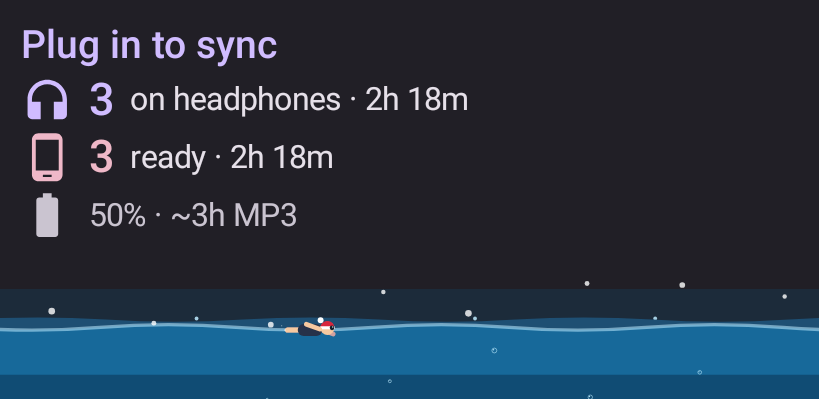 Plug in to sync
3 on headphones · 2h 18m
3 ready · 2h 18m
50% · ~3h MP3